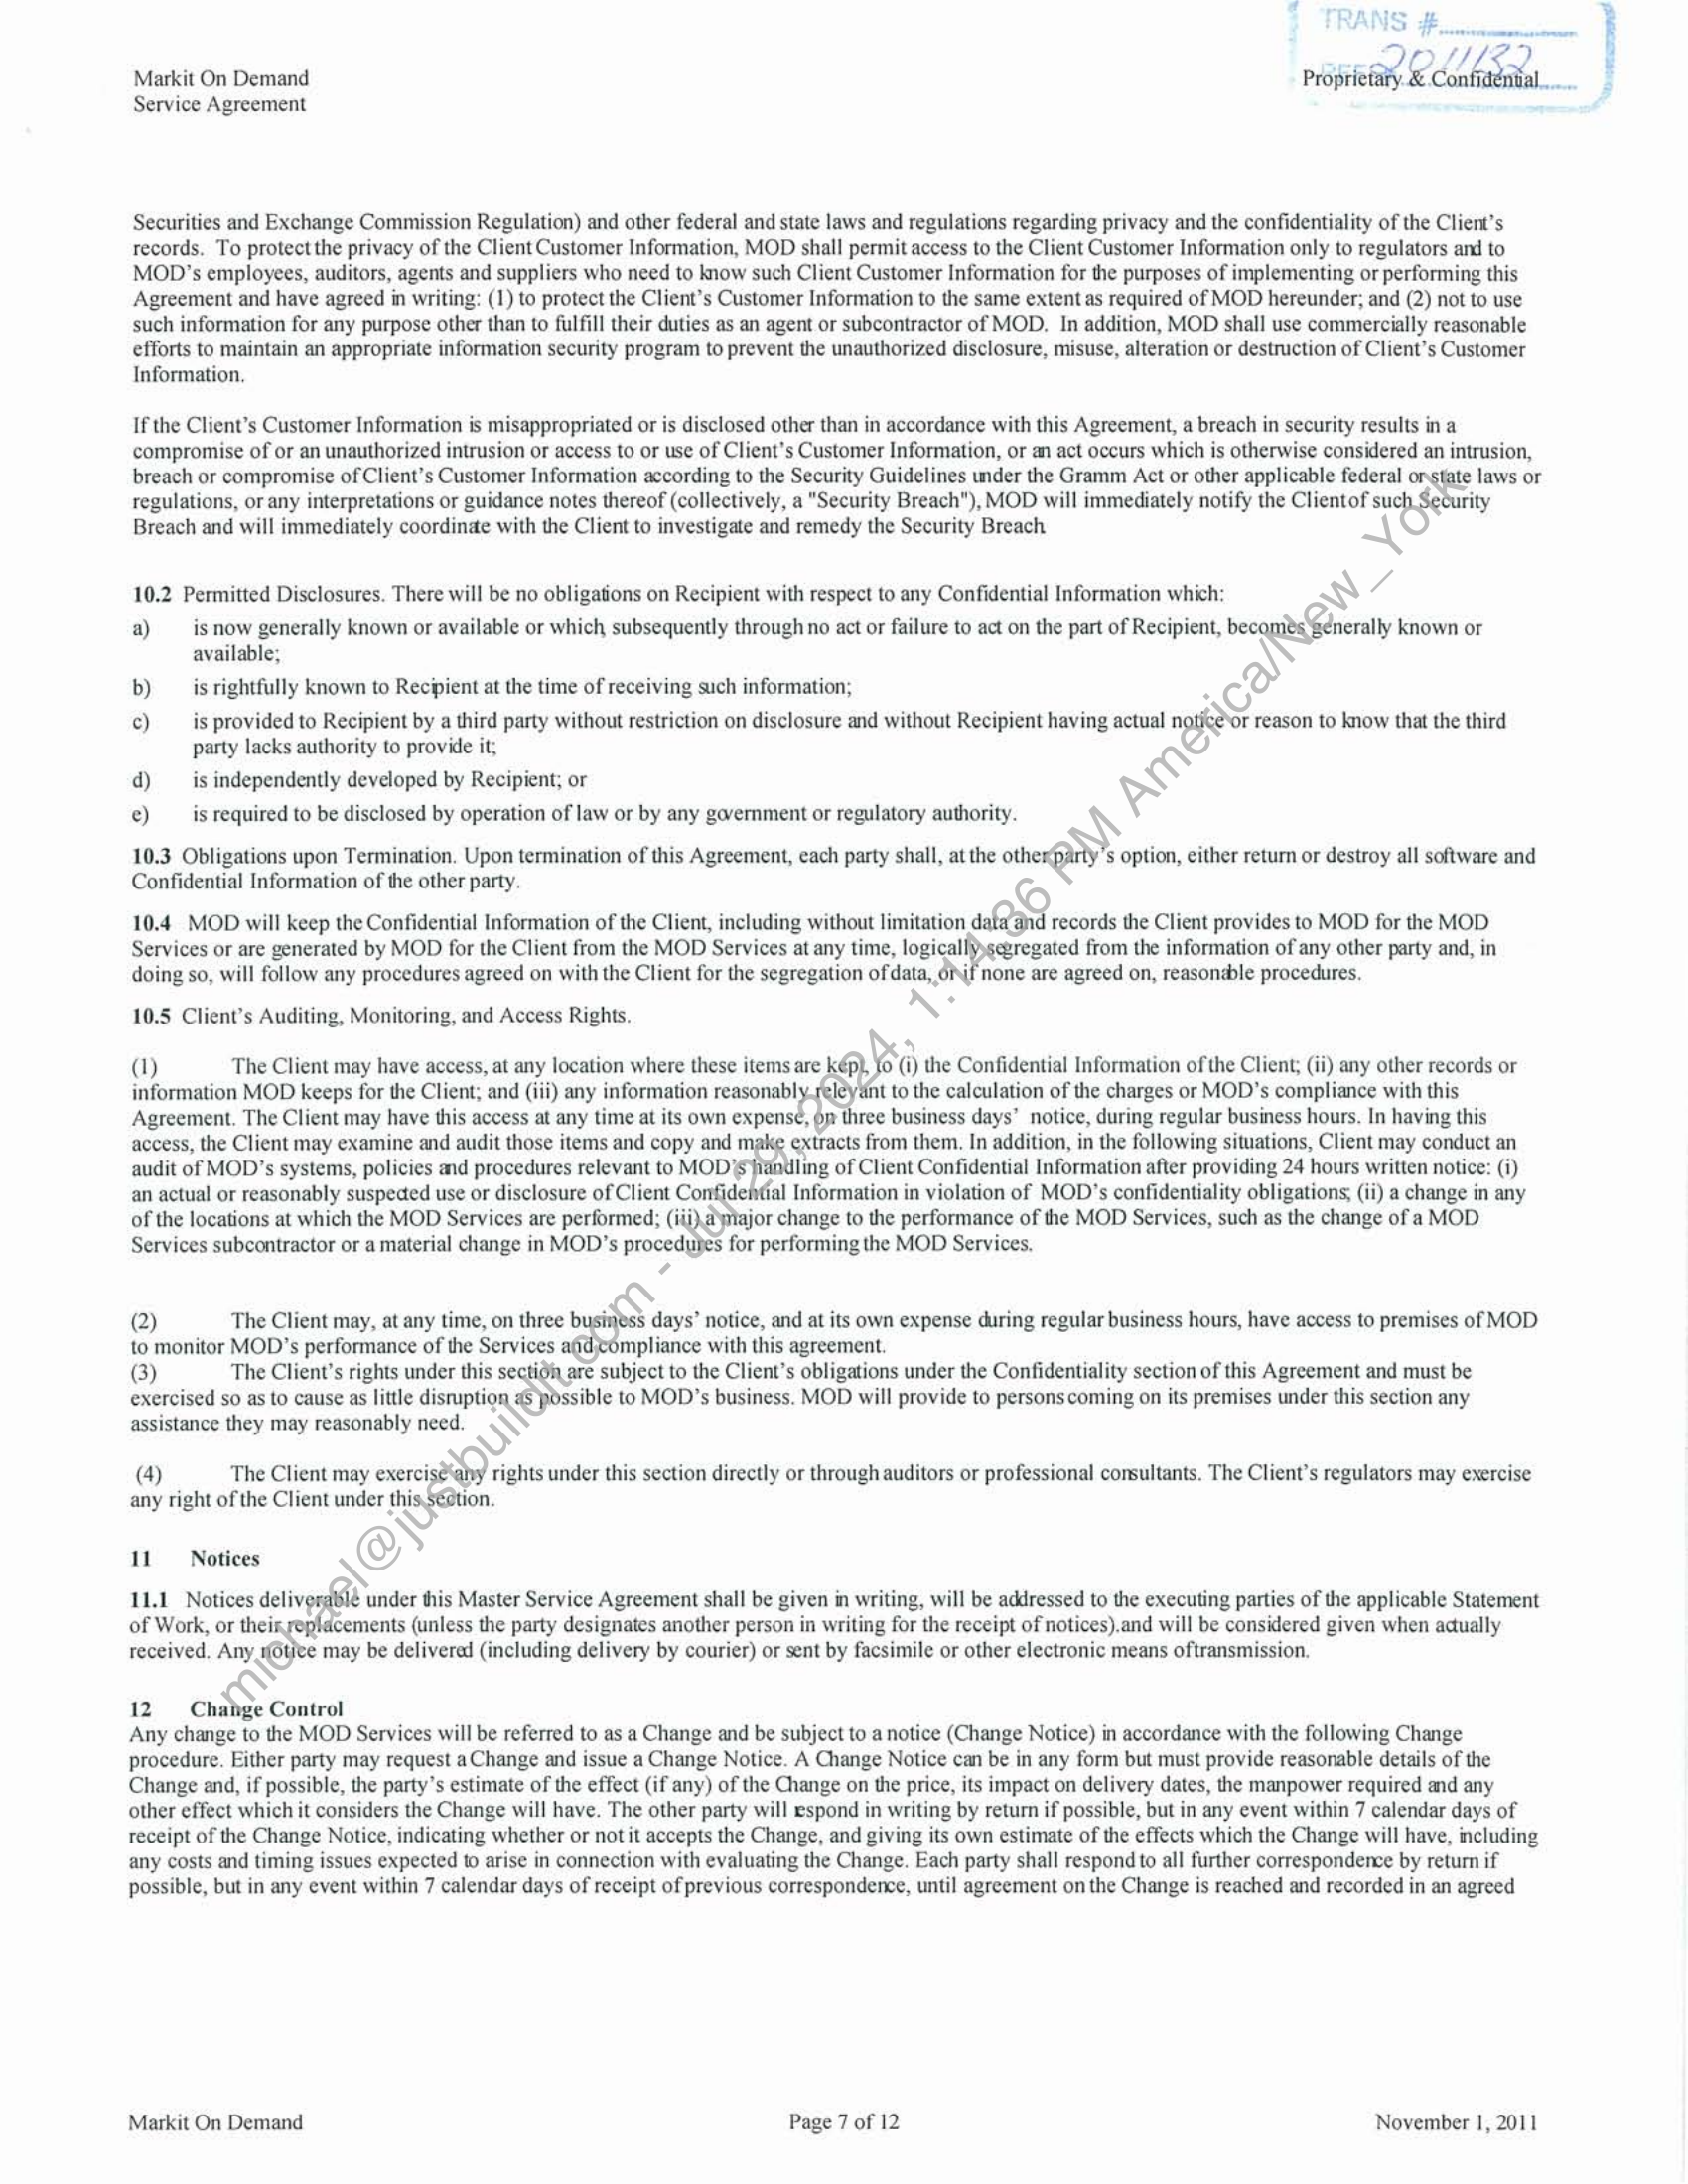 TRANS #
2011132
Markit On Demand
Proprietary & Confidential
Service Agreement
Securities and Exchange Commission Regulation) and other federal and state laws and regulations regarding privacy and the confidentiality of the Client's
records. To protect the privacy of the Client Customer Information, MOD shall permit access to the Client Customer Information only to regulators and to
MOD's employees, auditors, agents and suppliers who need to know such Client Customer Information for the purposes of implementing or performing this
Agreement and have agreed in writing: (1) to protect the Client's Customer Information to the same extent as required of MOD hereunder; and (2) not to use
such information for any purpose other than to fulfill their duties as an agent or subcontractor of MOD. In addition, MOD shall use commercially reasonable
efforts to maintain an appropriate information security program to prevent the unauthorized disclosure, misuse, alteration or destruction of Client's Customer
Information.
If the Client's Customer Information is misappropriated or is disclosed other than in accordance with this Agreement, a breach in security results in a
compromise of or an unauthorized intrusion or access to or use of Client's Customer Information, or an act occurs which is otherwise considered an intrusion,
breach or compromise of Client's Customer Information according to the Security Guidelines under the Gramm Act or other applicable federal or state laws or
regulations, or any interpretations or guidance notes thereof (collectively, a "Security Breach"), MOD will immediately notify the Client of such Security
Breach and will immediately coordinate with the Client to investigate and remedy the Security Breach
10.2 Permitted Disclosures. There will be no obligations on Recipient with respect to any Confidential Information which:
a) is now generally known or available or which, subsequently through no act or failure to act on the part of Recipient, becomes generally known or
available;
b) is rightfully known to Recipient at the time of receiving such information;
c) is provided to Recipient by a third party without restriction on disclosure and without Recipient having actual notice or reason to know that the third
party lacks authority to provide it;
d) is independently developed by Recipient; or
e) is required to be disclosed by operation of law or by any government or regulatory authority.
10.3 Obligations upon Termination. Upon termination of this Agreement, each party shall, at the other party's option, either return or destroy all software and
Confidential Information of the other party.
10.4 MOD will keep the Confidential Information of the Client, including without limitation data and records the Client provides to MOD for the MOD
Services or are generated by MOD for the Client from the MOD Services at any time, logically segregated from the information of any other party and, in
doing so, will follow any procedures agreed on with the Client for the segregation of data, or if none are agreed on, reasonable procedures.
10.5 Client's Auditing, Monitoring, and Access Rights.
(1) The Client may have access, at any location where these items are kept, to (i) the Confidential Information of the Client; (ii) any other records or
information MOD keeps for the Client; and (iii) any information reasonably relevant to the calculation of the charges or MOD's compliance with this
Agreement. The Client may have this access at any time at its own expense, on three business days' notice, during regular business hours. In having this
access, the Client may examine and audit those items and copy and make extracts from them. In addition, in the following situations, Client may conduct an
audit of MOD's systems, policies and procedures relevant to MOD's handling of Client Confidential Information after providing 24 hours written notice: (i)
an actual or reasonably suspected use or disclosure of Client Confidential Information in violation of MOD's confidentiality obligations; (ii) a change in any
of the locations at which the MOD Services are performed; (iii) a major change to the performance of the MOD Services, such as the change of a MOD
Services subcontractor or a material change in MOD's procedures for performing the MOD Services.
(2) The Client may, at any time, on three business days' notice, and at its own expense during regular business hours, have access to premises of MOD
to monitor MOD's performance of the Services and compliance with this agreement.
(3) The Client's rights under this section are subject to the Client's obligations under the Confidentiality section of this Agreement and must be
exercised so as to cause as little disruption as possible to MOD's business. MOD will provide to persons coming on its premises under this section any
assistance they may reasonably need.
(4) The Client may exercise any rights under this section directly or through auditors or professional consultants. The Client's regulators may exercise
any right of the Client under this section.
11 Notices
11.1 Notices deliverable under this Master Service Agreement shall be given in writing, will be addressed to the executing parties of the applicable Statement
of Work, or their replacements (unless the party designates another person in writing for the receipt of notices).and will be considered given when actually
received. Any notice may be delivered (including delivery by courier) or sent by facsimile or other electronic means of transmission.
12 Change Control
Any change to the MOD Services will be referred to as a Change and be subject to a notice (Change Notice) in accordance with the following Change
procedure. Either party may request a Change and issue a Change Notice. A Change Notice can be in any form but must provide reasonable details of the
Change and, if possible, the party's estimate of the effect (if any) of the Change on the price, its impact on delivery dates, the manpower required and any
other effect which it considers the Change will have. The other party will respond in writing by return if possible, but in any event within 7 calendar days of
receipt of the Change Notice, indicating whether or not it accepts the Change, and giving its own estimate of the effects which the Change will have, including
any costs and timing issues expected to arise in connection with evaluating the Change. Each party shall respond to all further correspondence by return if
possible, but in any event within 7 calendar days of receipt of previous correspondence, until agreement on the Change is reached and recorded in an agreed
michael@justbuildit.com - Jul 29, 2024, 1:14:36 PM America/New_York
Markit On Demand
Page 7 of 12
November 1, 2011